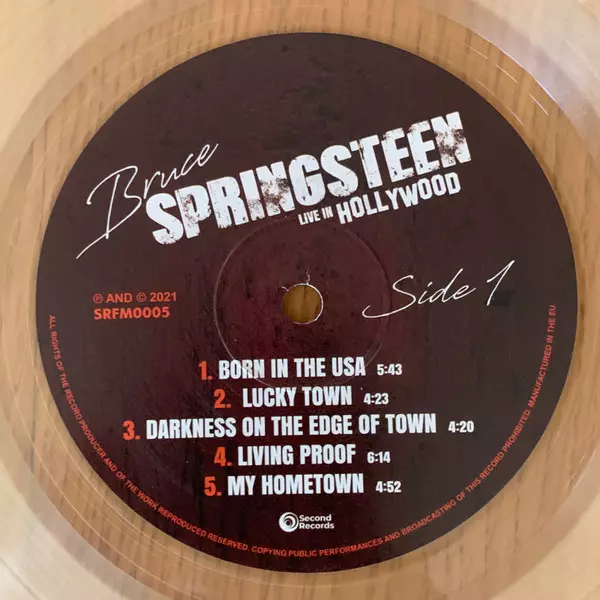 Bruce
SPRINGSTEEN
LIVE IN HOLLYWOOD
℗ AND © 2021
SRFM0005
Side 1
1. BORN IN THE USA 5:43
2. LUCKY TOWN 4:23
3. DARKNESS ON THE EDGE OF TOWN 4:20
4. LIVING PROOF 6:14
5. MY HOMETOWN 4:52
Second
Records
ALL RIGHTS OF THE RECORD PRODUCER AND OF THE WORK REPRODUCED RESERVED. COPYING PUBLIC PERFORMANCES AND BROADCASTING OF THIS RECORD PROHIBITED. MANUFACTURED IN THE EU